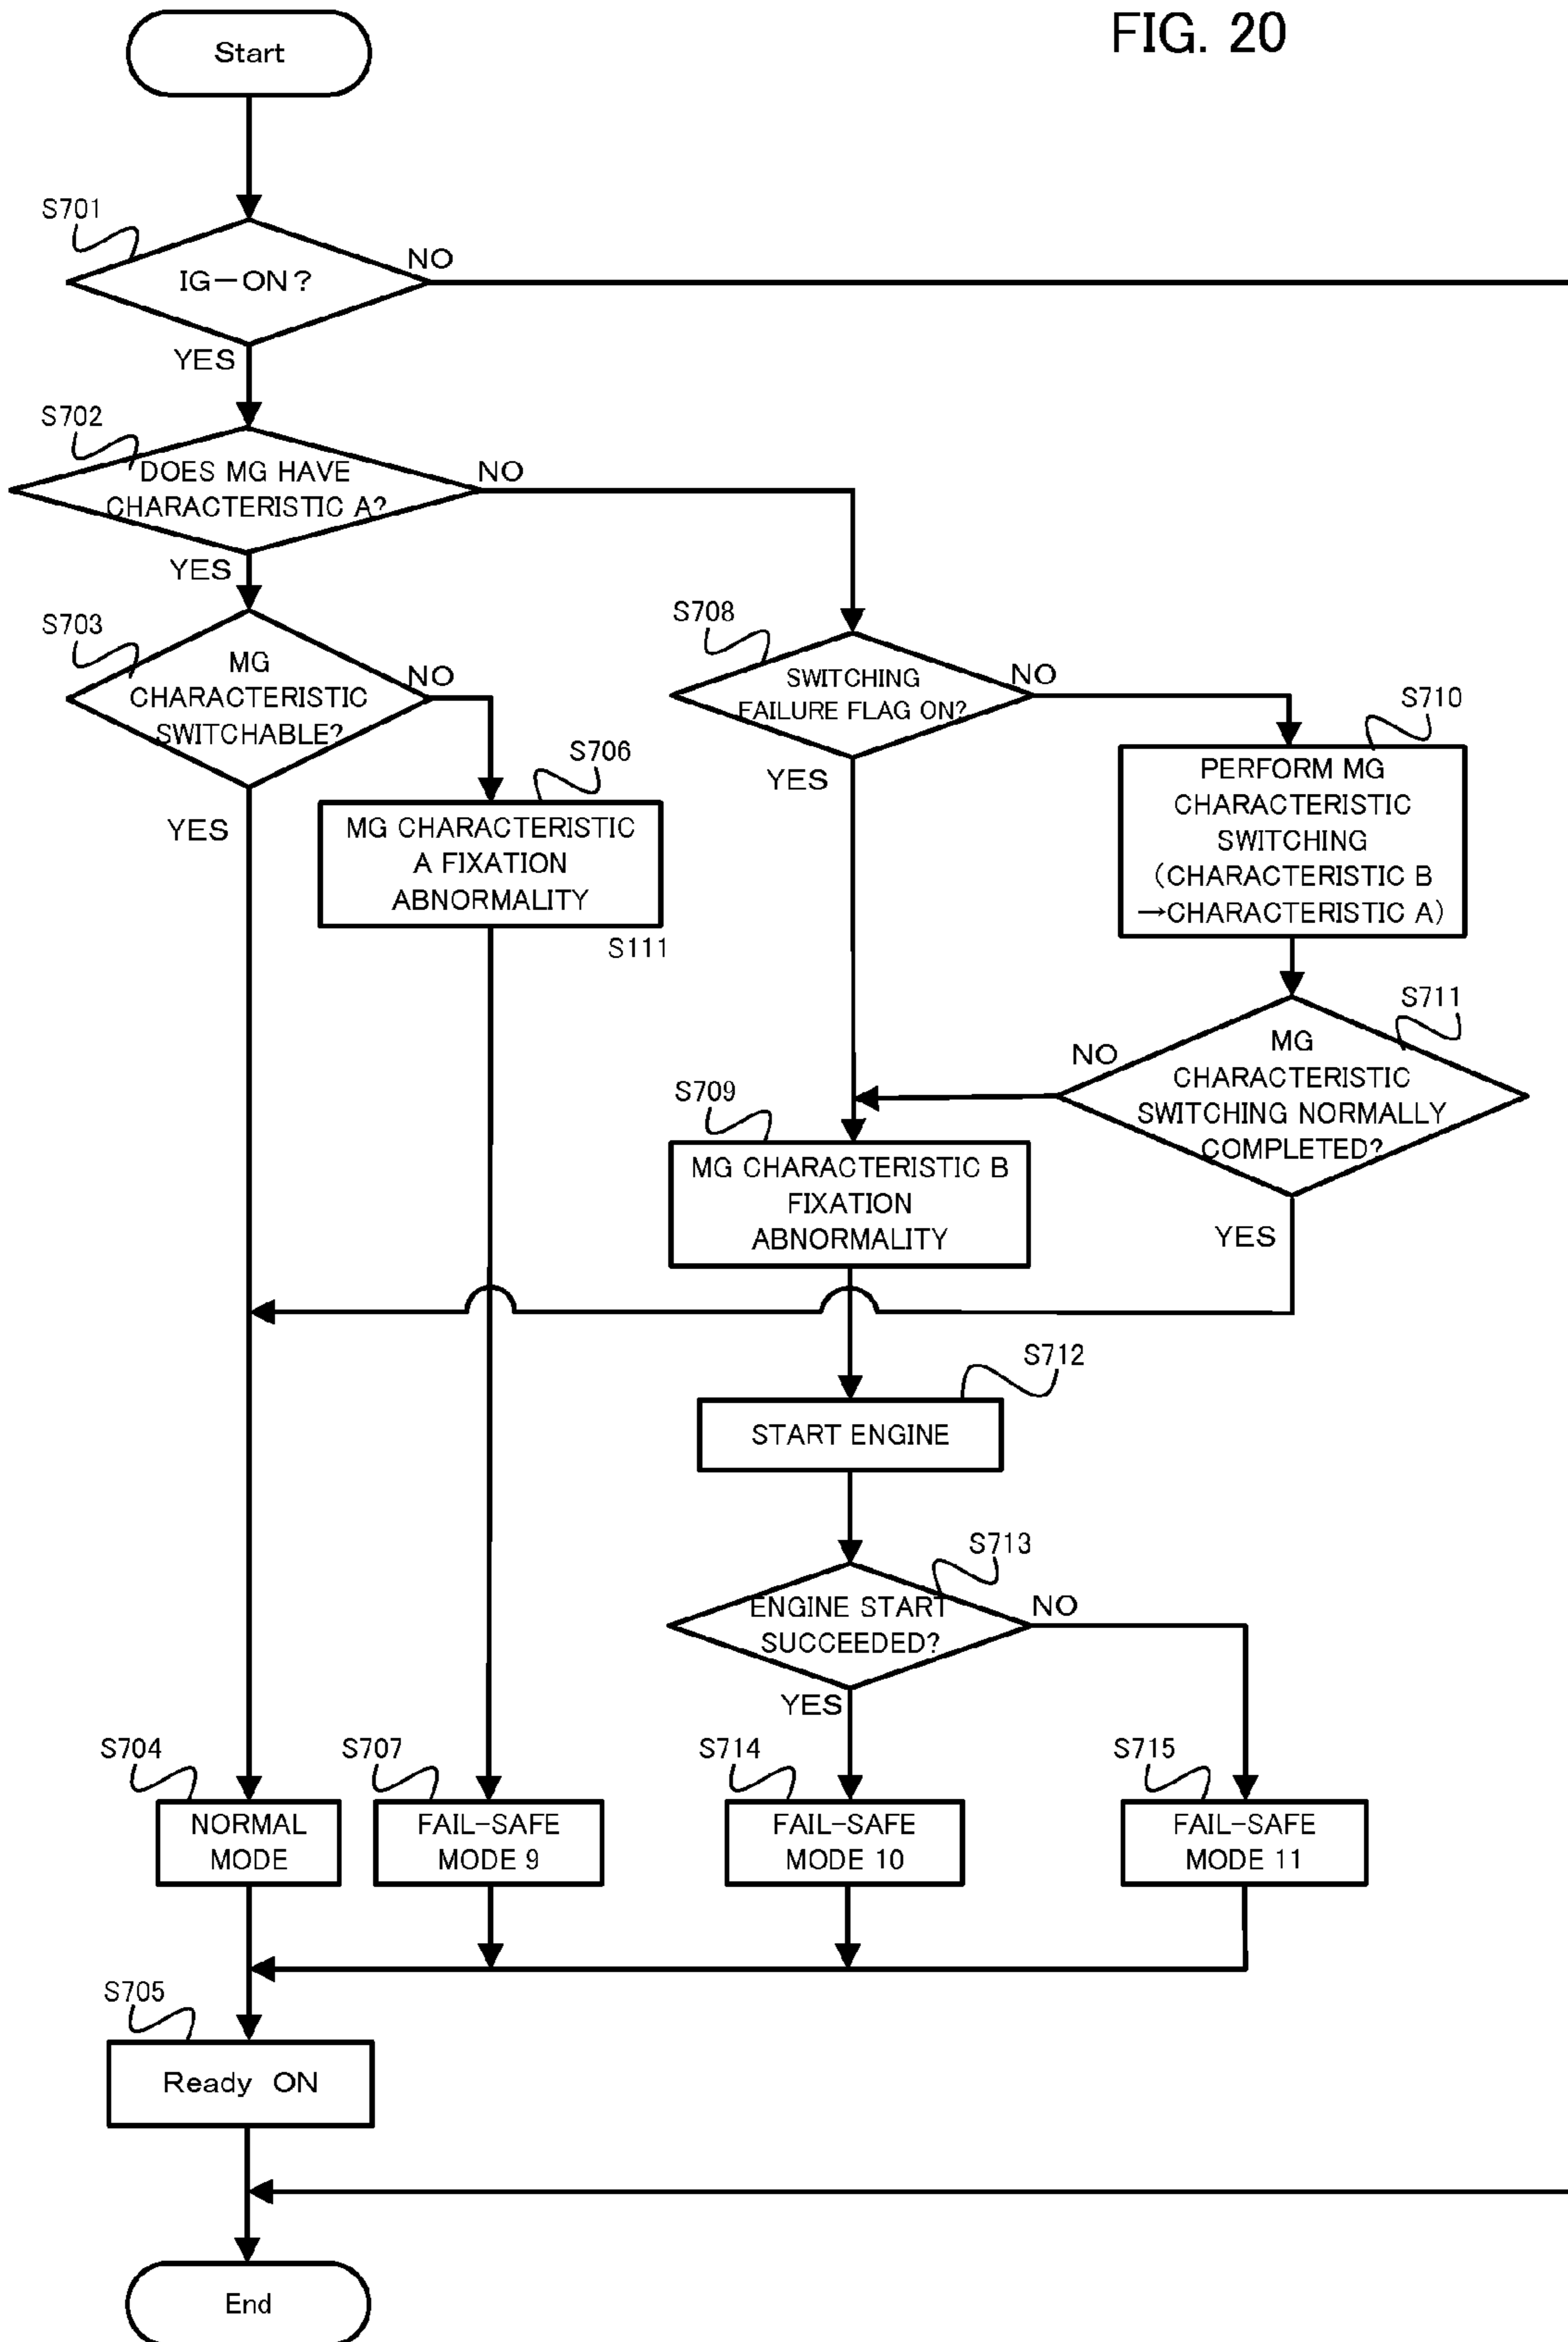 FIG. 20
Start
S701
IG－ON？
NO
YES
S702
DOES MG HAVE
CHARACTERISTIC A?
NO
YES
S703
MG
CHARACTERISTIC
SWITCHABLE?
NO
YES
S706
MG CHARACTERISTIC
A FIXATION
ABNORMALITY
S111
S708
SWITCHING
FAILURE FLAG ON?
NO
YES
S710
PERFORM MG
CHARACTERISTIC
SWITCHING
(CHARACTERISTIC B
→CHARACTERISTIC A)
S711
MG
CHARACTERISTIC
SWITCHING NORMALLY
COMPLETED?
NO
YES
S709
MG CHARACTERISTIC B
FIXATION
ABNORMALITY
S712
START ENGINE
S713
ENGINE START
SUCCEEDED?
NO
YES
S704
NORMAL
MODE
S707
FAIL-SAFE
MODE 9
S714
FAIL-SAFE
MODE 10
S715
FAIL-SAFE
MODE 11
S705
Ready ON
End